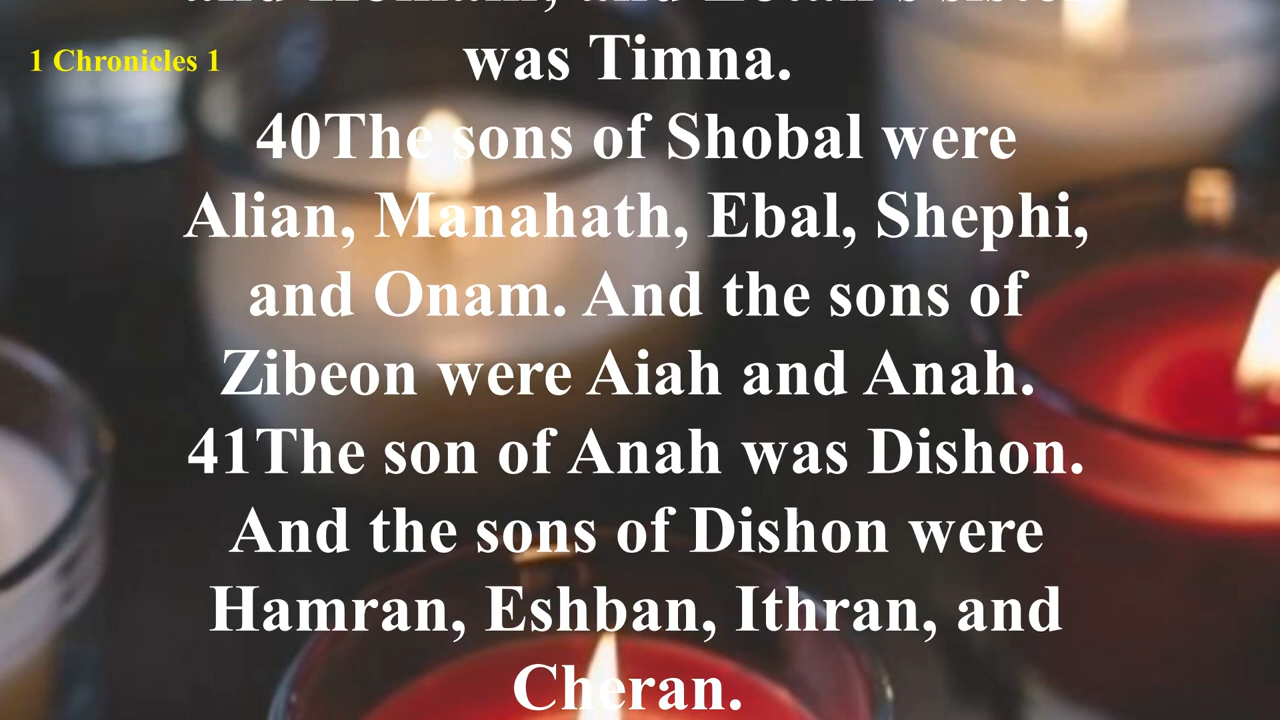 1 Chronicles 1
was Timna.
40The sons of Shobal were
Alian, Manahath, Ebal, Shephi,
and Onam. And the sons of
Zibeon were Aiah and Anah.
41The son of Anah was Dishon.
And the sons of Dishon were
Hamran, Eshban, Ithran, and
Cheran.